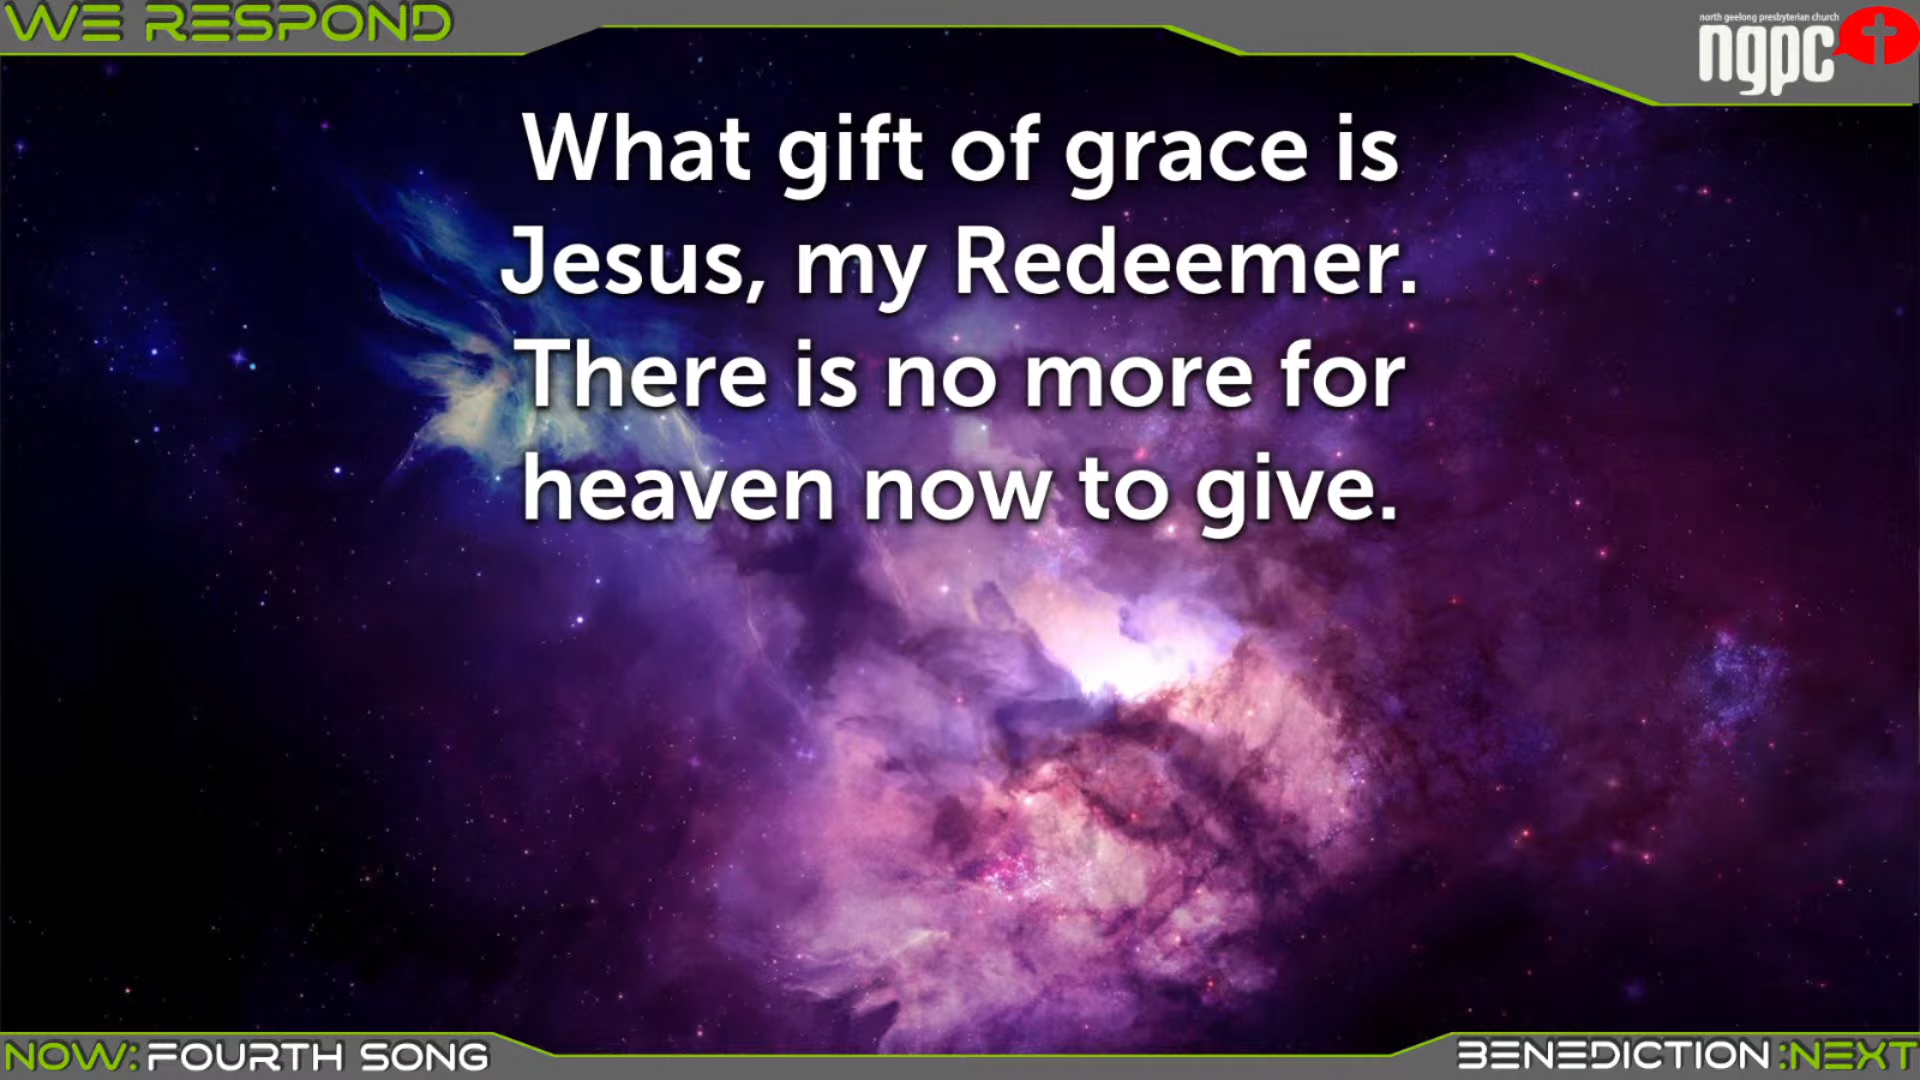 WE RESPOND
north geelong presbyterian church
ngpc
What gift of grace is
Jesus, my Redeemer.
There is no more for
heaven now to give.
NOW: FOURTH SONG
BENEDICTION :NEXT